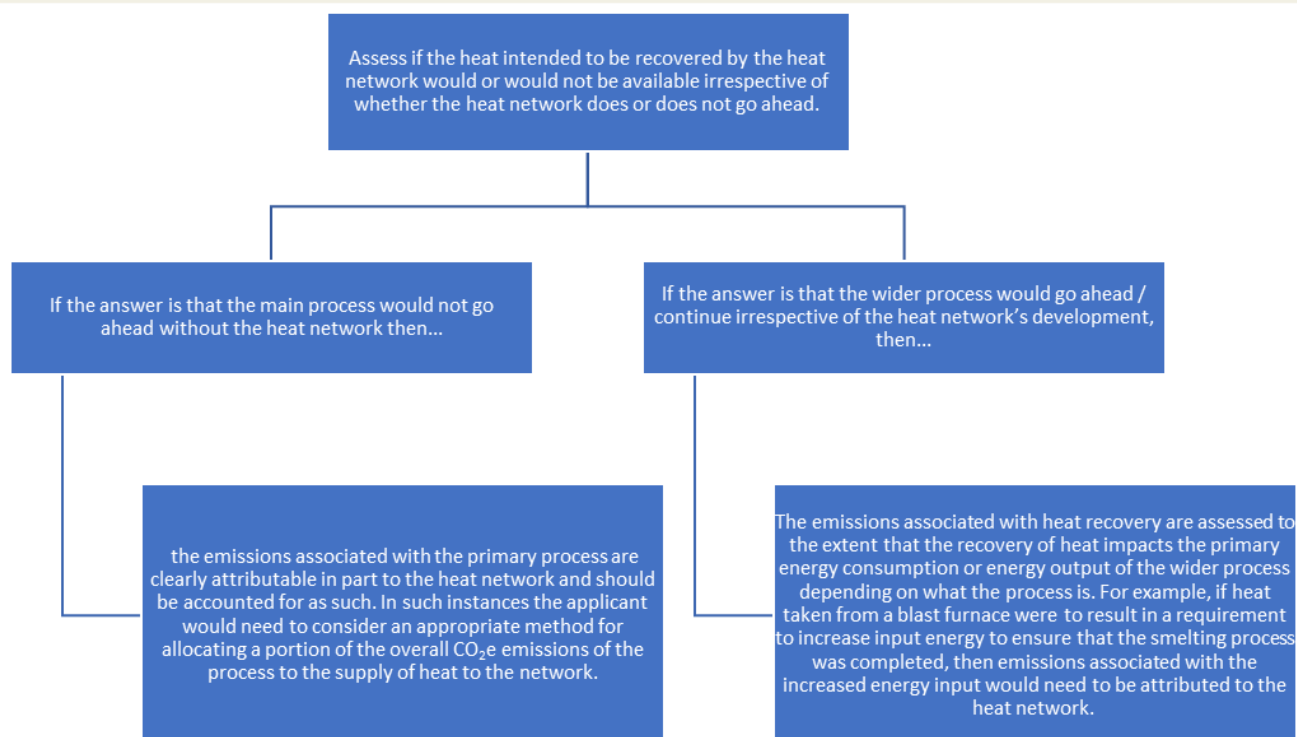 Assess if the heat intended to be recovered by the heat
network would or would not be available irrespective of
whether the heat network does or does not go ahead.
If the answer is that the main process would not go
ahead without the heat network then...
If the answer is that the wider process would go ahead /
continue irrespective of the heat network’s development,
then...
the emissions associated with the primary process are
clearly attributable in part to the heat network and should
be accounted for as such. In such instances the applicant
would need to consider an appropriate method for
allocating a portion of the overall CO₂e emissions of the
process to the supply of heat to the network.
The emissions associated with heat recovery are assessed to
the extent that the recovery of heat impacts the primary
energy consumption or energy output of the wider process
depending on what the process is. For example, if heat
taken from a blast furnace were to result in a requirement
to increase input energy to ensure that the smelting process
was completed, then emissions associated with the
increased energy input would need to be attributed to the
heat network.